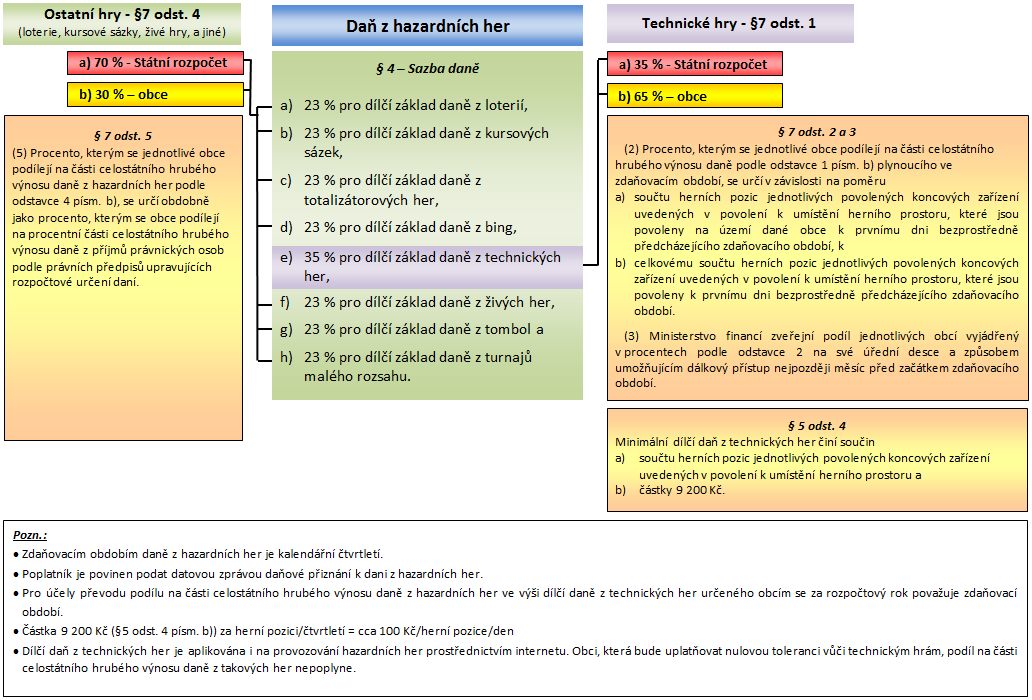 Ostatní hry - §7 odst. 4
(loterie, kursové sázky, živé hry, a jiné)
a) 70 % - Státní rozpočet
b) 30 % – obce
§ 7 odst. 5
(5) Procento, kterým se jednotlivé obce
podílejí na části celostátního hrubého
výnosu daně z hazardních her podle
odstavce 4 písm. b), se určí obdobně
jako procento, kterým se obce podílejí
na procentní části celostátního hrubého
výnosu daně z příjmů právnických osob
podle právních předpisů upravujících
rozpočtové určení daní.
Daň z hazardních her
§ 4 – Sazba daně
a) 23 % pro dílčí základ daně z loterií,
b) 23 % pro dílčí základ daně z kursových
sázek,
c) 23 % pro dílčí základ daně z
totalizátorových her,
d) 23 % pro dílčí základ daně z bing,
e) 35 % pro dílčí základ daně z technických
her,
f) 23 % pro dílčí základ daně z živých her,
g) 23 % pro dílčí základ daně z tombol a
h) 23 % pro dílčí základ daně z turnajů
malého rozsahu.
Technické hry - §7 odst. 1
a) 35 % - Státní rozpočet
b) 65 % – obce
§ 7 odst. 2 a 3
(2) Procento, kterým se jednotlivé obce podílejí na části celostátního
hrubého výnosu daně podle odstavce 1 písm. b) plynoucího ve
zdaňovacím období, se určí v závislosti na poměru
a) součtu herních pozic jednotlivých povolených koncových zařízení
uvedených v povolení k umístění herního prostoru, které jsou
povoleny na území dané obce k prvnímu dni bezprostředně
předcházejícího zdaňovacího období, k
b) celkovému součtu herních pozic jednotlivých povolených koncových
zařízení uvedených v povolení k umístění herního prostoru, které jsou
povoleny k prvnímu dni bezprostředně předcházejícího zdaňovacího
období.
(3) Ministerstvo financí zveřejní podíl jednotlivých obcí vyjádřený
v procentech podle odstavce 2 na své úřední desce a způsobem
umožňujícím dálkový přístup nejpozději měsíc před začátkem zdaňovacího
období.
§ 5 odst. 4
Minimální dílčí daň z technických her činí součin
a) součtu herních pozic jednotlivých povolených koncových zařízení
uvedených v povolení k umístění herního prostoru a
b) částky 9 200 Kč.
Pozn.:
• Zdaňovacím obdobím daně z hazardních her je kalendářní čtvrtletí.
• Poplatník je povinen podat datovou zprávou daňové přiznání k dani z hazardních her.
• Pro účely převodu podílu na části celostátního hrubého výnosu daně z hazardních her ve výši dílčí daně z technických her určeného obcím se za rozpočtový rok považuje zdaňovací
období.
• Částka 9 200 Kč (§5 odst. 4 písm. b)) za herní pozici/čtvrtletí = cca 100 Kč/herní pozice/den
• Dílčí daň z technických her je aplikována i na provozování hazardních her prostřednictvím internetu. Obci, která bude uplatňovat nulovou toleranci vůči technickým hrám, podíl na části
celostátního hrubého výnosu daně z takových her nepoplyne.